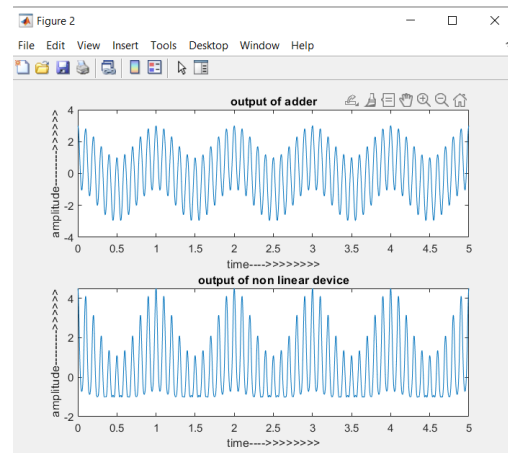 Figure 2
File Edit View Insert Tools Desktop Window Help
output of adder
amplitude----------->>>>>>>
4
2
0
-2
-4
0 0.5 1 1.5 2 2.5 3 3.5 4 4.5 5
time---->>>>>>>>
output of non linear device
amplitude----------->>>>>>>
4
2
0
-2
0 0.5 1 1.5 2 2.5 3 3.5 4 4.5 5
time---->>>>>>>>